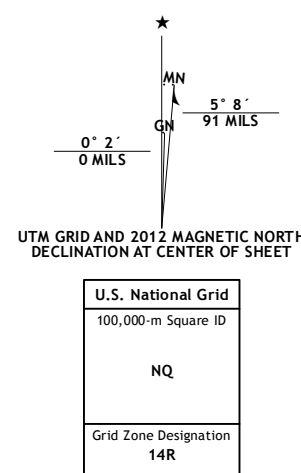 MN
GN
5° 8´
91 MILS
0° 2´
0 MILS
UTM GRID AND 2012 MAGNETIC NORTH
DECLINATION AT CENTER OF SHEET
U.S. National Grid
100,000-m Square ID
NQ
Grid Zone Designation
14R